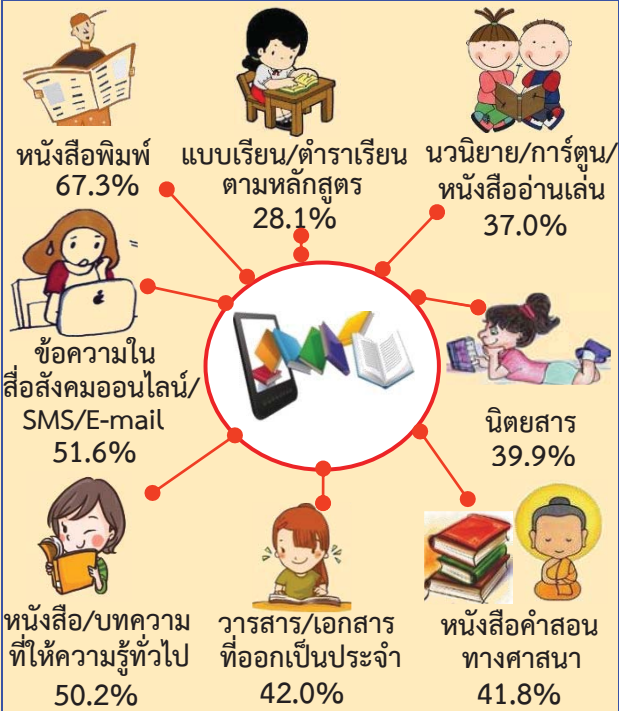 หนังสือพิมพ์
67.3%
แบบเรียน/ตำราเรียน
ตามหลักสูตร
28.1%
นวนิยาย/การ์ตูน/
หนังสืออ่านเล่น
37.0%
ข้อความใน
สื่อสังคมออนไลน์/
SMS/E-mail
51.6%
นิตยสาร
39.9%
หนังสือ/บทความ
ที่ให้ความรู้ทั่วไป
50.2%
วารสาร/เอกสาร
ที่ออกเป็นประจำ
42.0%
หนังสือคำสอน
ทางศาสนา
41.8%